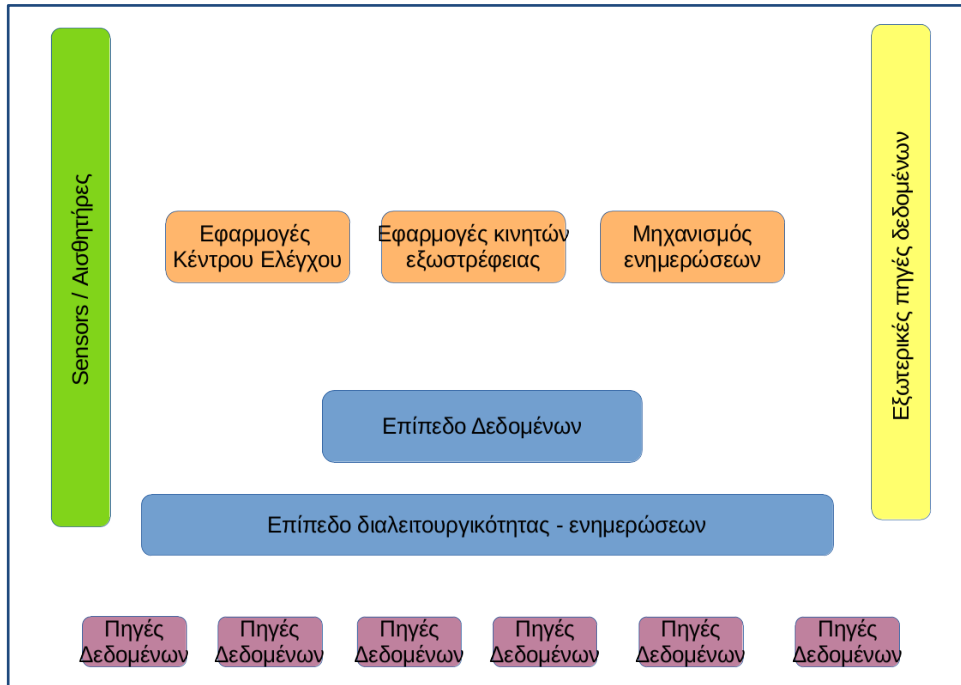 Sensors / Αισθητήρες
Εφαρμογές
Κέντρου Ελέγχου
Εφαρμογές κινητών
εξωστρέφειας
Μηχανισμός
ενημερώσεων
Εξωτερικές πηγές δεδομένων
Επίπεδο Δεδομένων
Επίπεδο διαλειτουργικότητας - ενημερώσεων
Πηγές
Δεδομένων
Πηγές
Δεδομένων
Πηγές
Δεδομένων
Πηγές
Δεδομένων
Πηγές
Δεδομένων
Πηγές
Δεδομένων